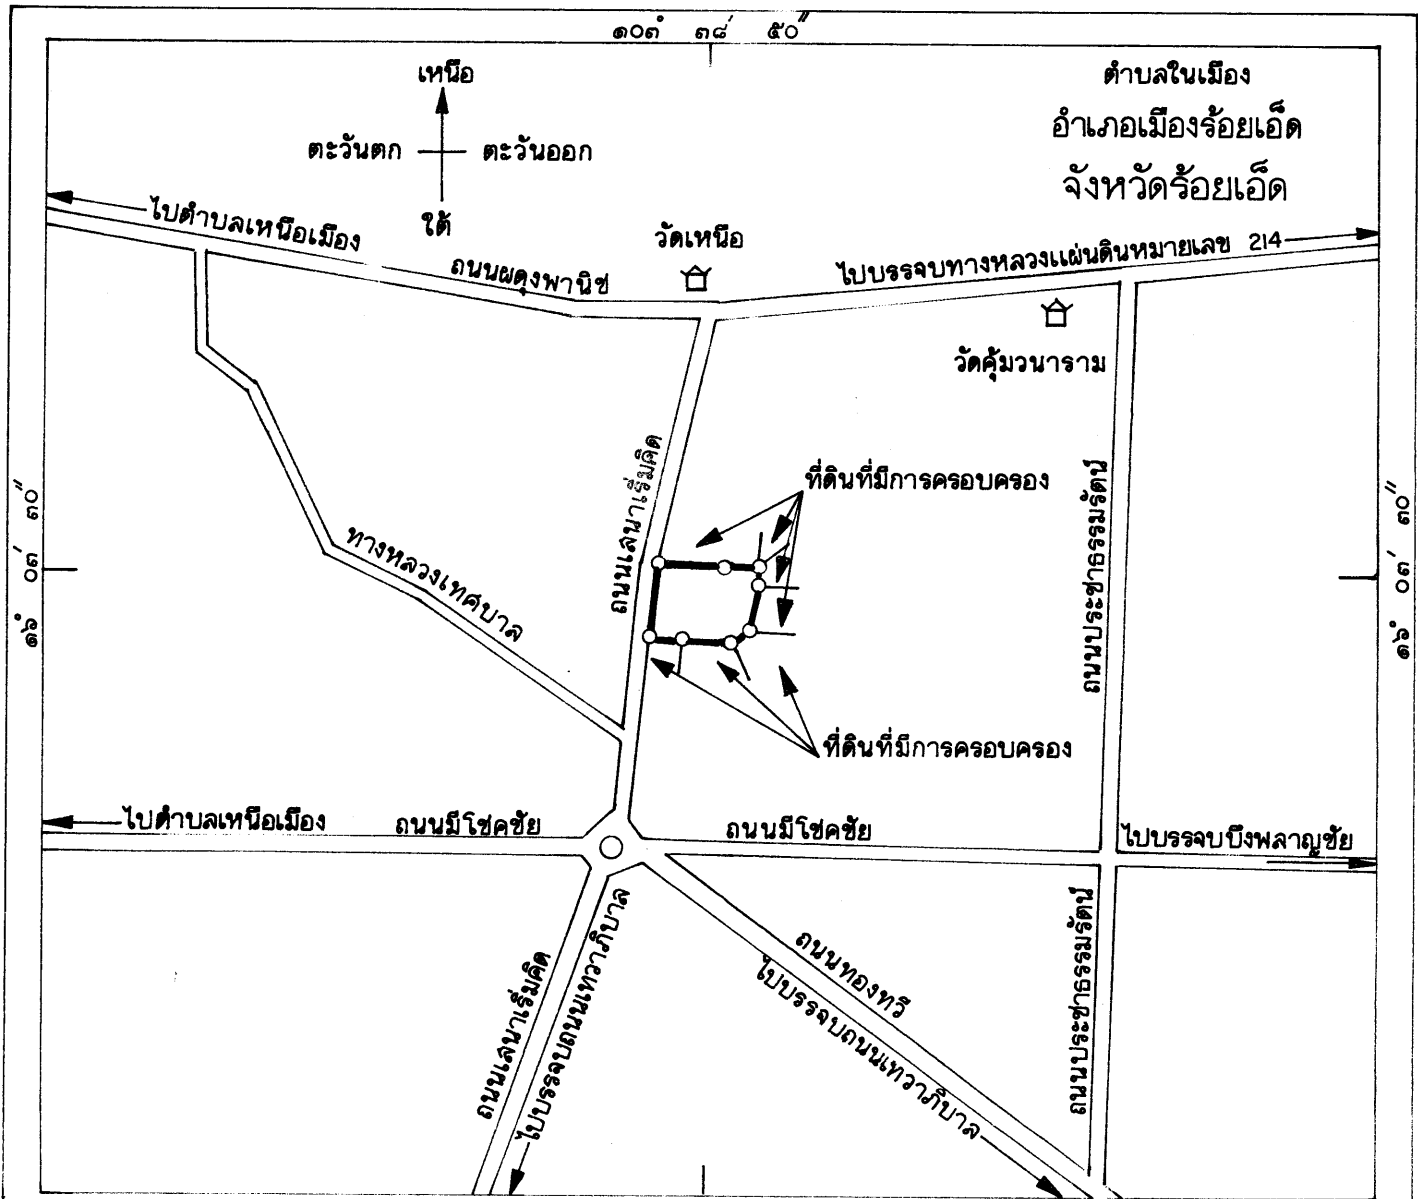 ๑๐๓° ๓๘' ๕๐"
เหนือ
ตะวันตก
ตะวันออก
ใต้
ตำบลในเมือง
อำเภอเมืองร้อยเอ็ด
จังหวัดร้อยเอ็ด
ไปตำบลเหนือเมือง
ถนนผดุงพานิช
วัดเหนือ
ไปบรรจบทางหลวงแผ่นดินหมายเลข 214
วัดคุ้มวนาราม
ถนนเสนาเริ่มคิด
ที่ดินที่มีการครอบครอง
ถนนประชาธรรมรัตน์
๑๖° ๐๓' ๓๐"
๑๖° ๐๓' ๓๐"
ทางหลวงเทศบาล
ที่ดินที่มีการครอบครอง
ไปตำบลเหนือเมือง
ถนนมีโชคชัย
ถนนมีโชคชัย
ไปบรรจบบึงพลาญชัย
ถนนเสนาเริ่มคิด
ไปบรรจบถนนเทวาภิบาล
ถนนทองทวี
ไปบรรจบถนนเทวาภิบาล
ถนนประชาธรรมรัตน์